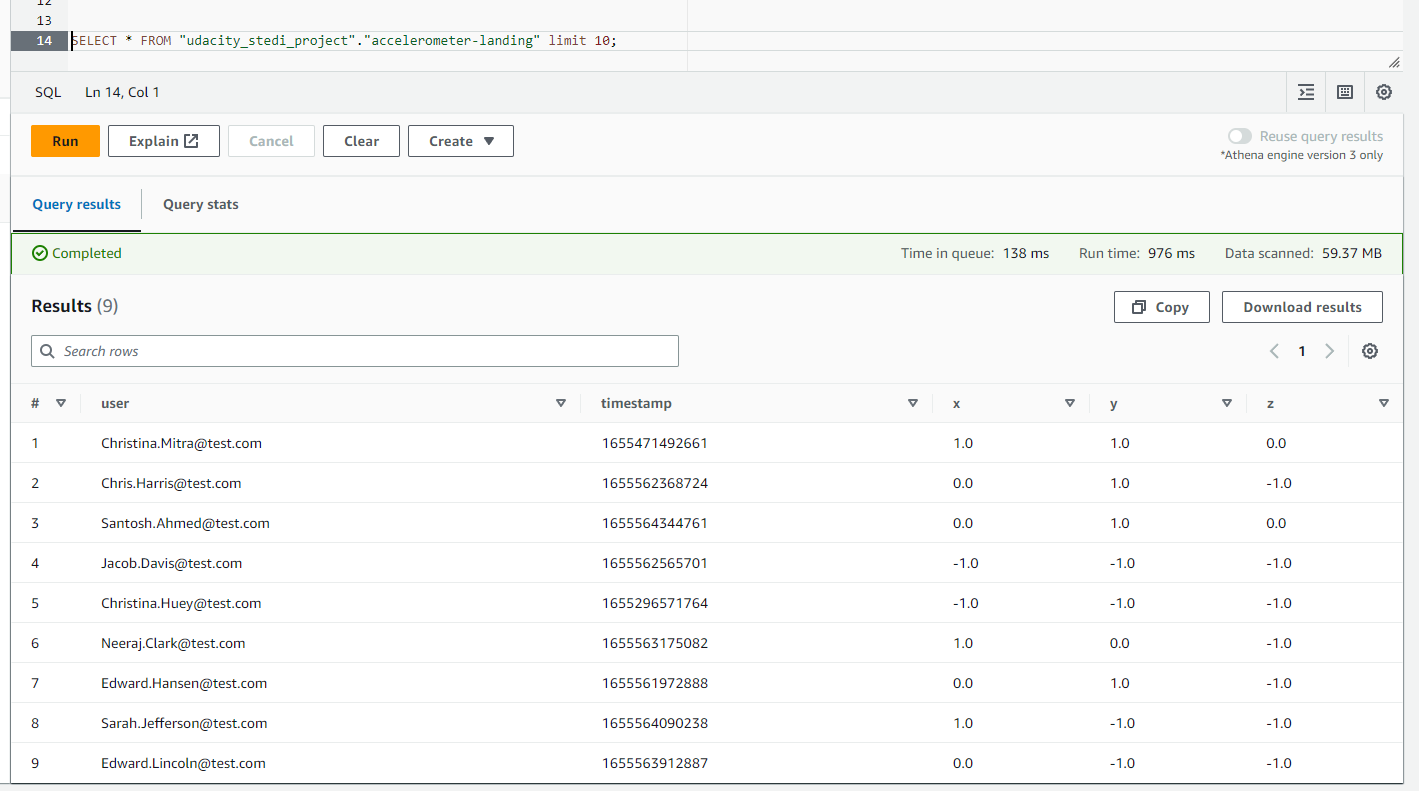 12
13
14 SELECT * FROM "udacity_stedi_project"."accelerometer-landing" limit 10;
SQL Ln 14, Col 1
Run Explain Cancel Clear Create Reuse query results
*Athena engine version 3 only
Query results Query stats
Completed Time in queue: 138 ms Run time: 976 ms Data scanned: 59.37 MB
Results (9) Copy Download results
Search rows 1
# user timestamp x y z
1 Christina.Mitra@test.com 1655471492661 1.0 1.0 0.0
2 Chris.Harris@test.com 1655562368724 0.0 1.0 -1.0
3 Santosh.Ahmed@test.com 1655564344761 0.0 1.0 0.0
4 Jacob.Davis@test.com 1655562565701 -1.0 -1.0 -1.0
5 Christina.Huey@test.com 1655296571764 -1.0 -1.0 -1.0
6 Neeraj.Clark@test.com 1655563175082 1.0 0.0 -1.0
7 Edward.Hansen@test.com 1655561972888 0.0 1.0 -1.0
8 Sarah.Jefferson@test.com 1655564090238 1.0 -1.0 -1.0
9 Edward.Lincoln@test.com 1655563912887 0.0 -1.0 -1.0